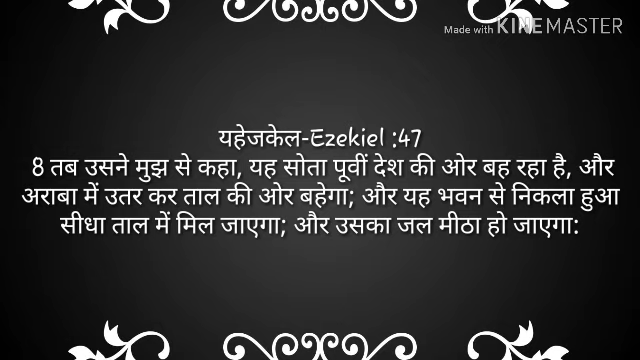 Made with KINEMASTER
यहेजकेल-Ezekiel :47
8 तब उसने मुझ से कहा, यह सोता पूर्वी देश की ओर बह रहा है, और
अराबा में उतर कर ताल की ओर बहेगा; और यह भवन से निकला हुआ
सीधा ताल में मिल जाएगा; और उसका जल मीठा हो जाएगा: